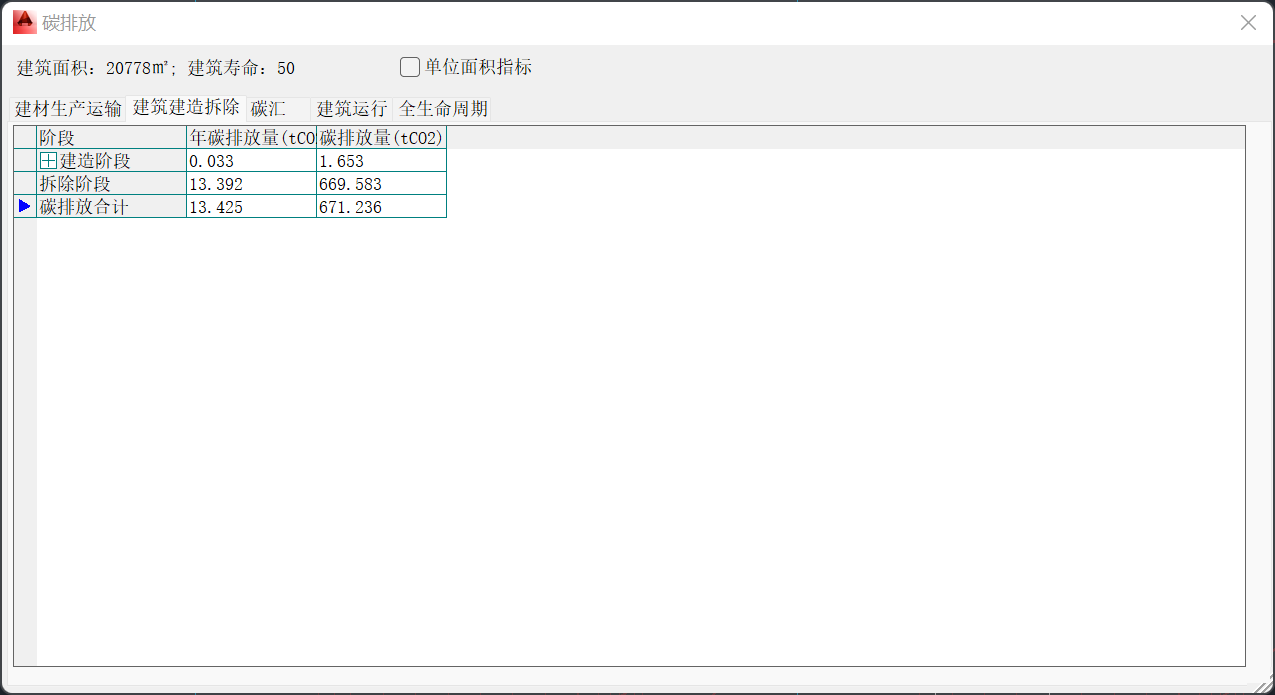 碳排放
建筑面积: 20778㎡; 建筑寿命: 50 单位面积指标
建材生产运输 建筑建造拆除 碳汇 建筑运行 全生命周期
阶段 年碳排放量(tCO 碳排放量(tCO2)
建造阶段 0.033 1.653
拆除阶段 13.392 669.583
碳排放合计 13.425 671.236